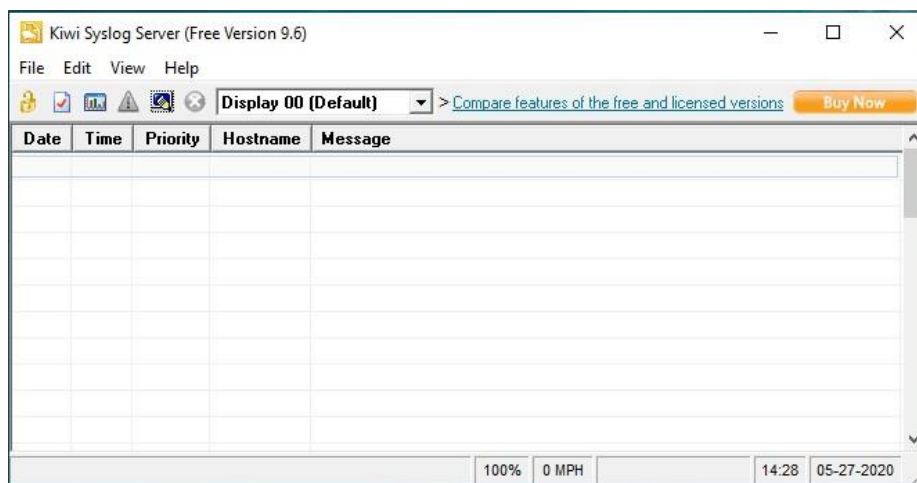 Kiwi Syslog Server (Free Version 9.6)
File Edit View Help
Display 00 (Default) > Compare features of the free and licensed versions Buy Now
Date Time Priority Hostname Message
100% 0 MPH 14:28 05-27-2020